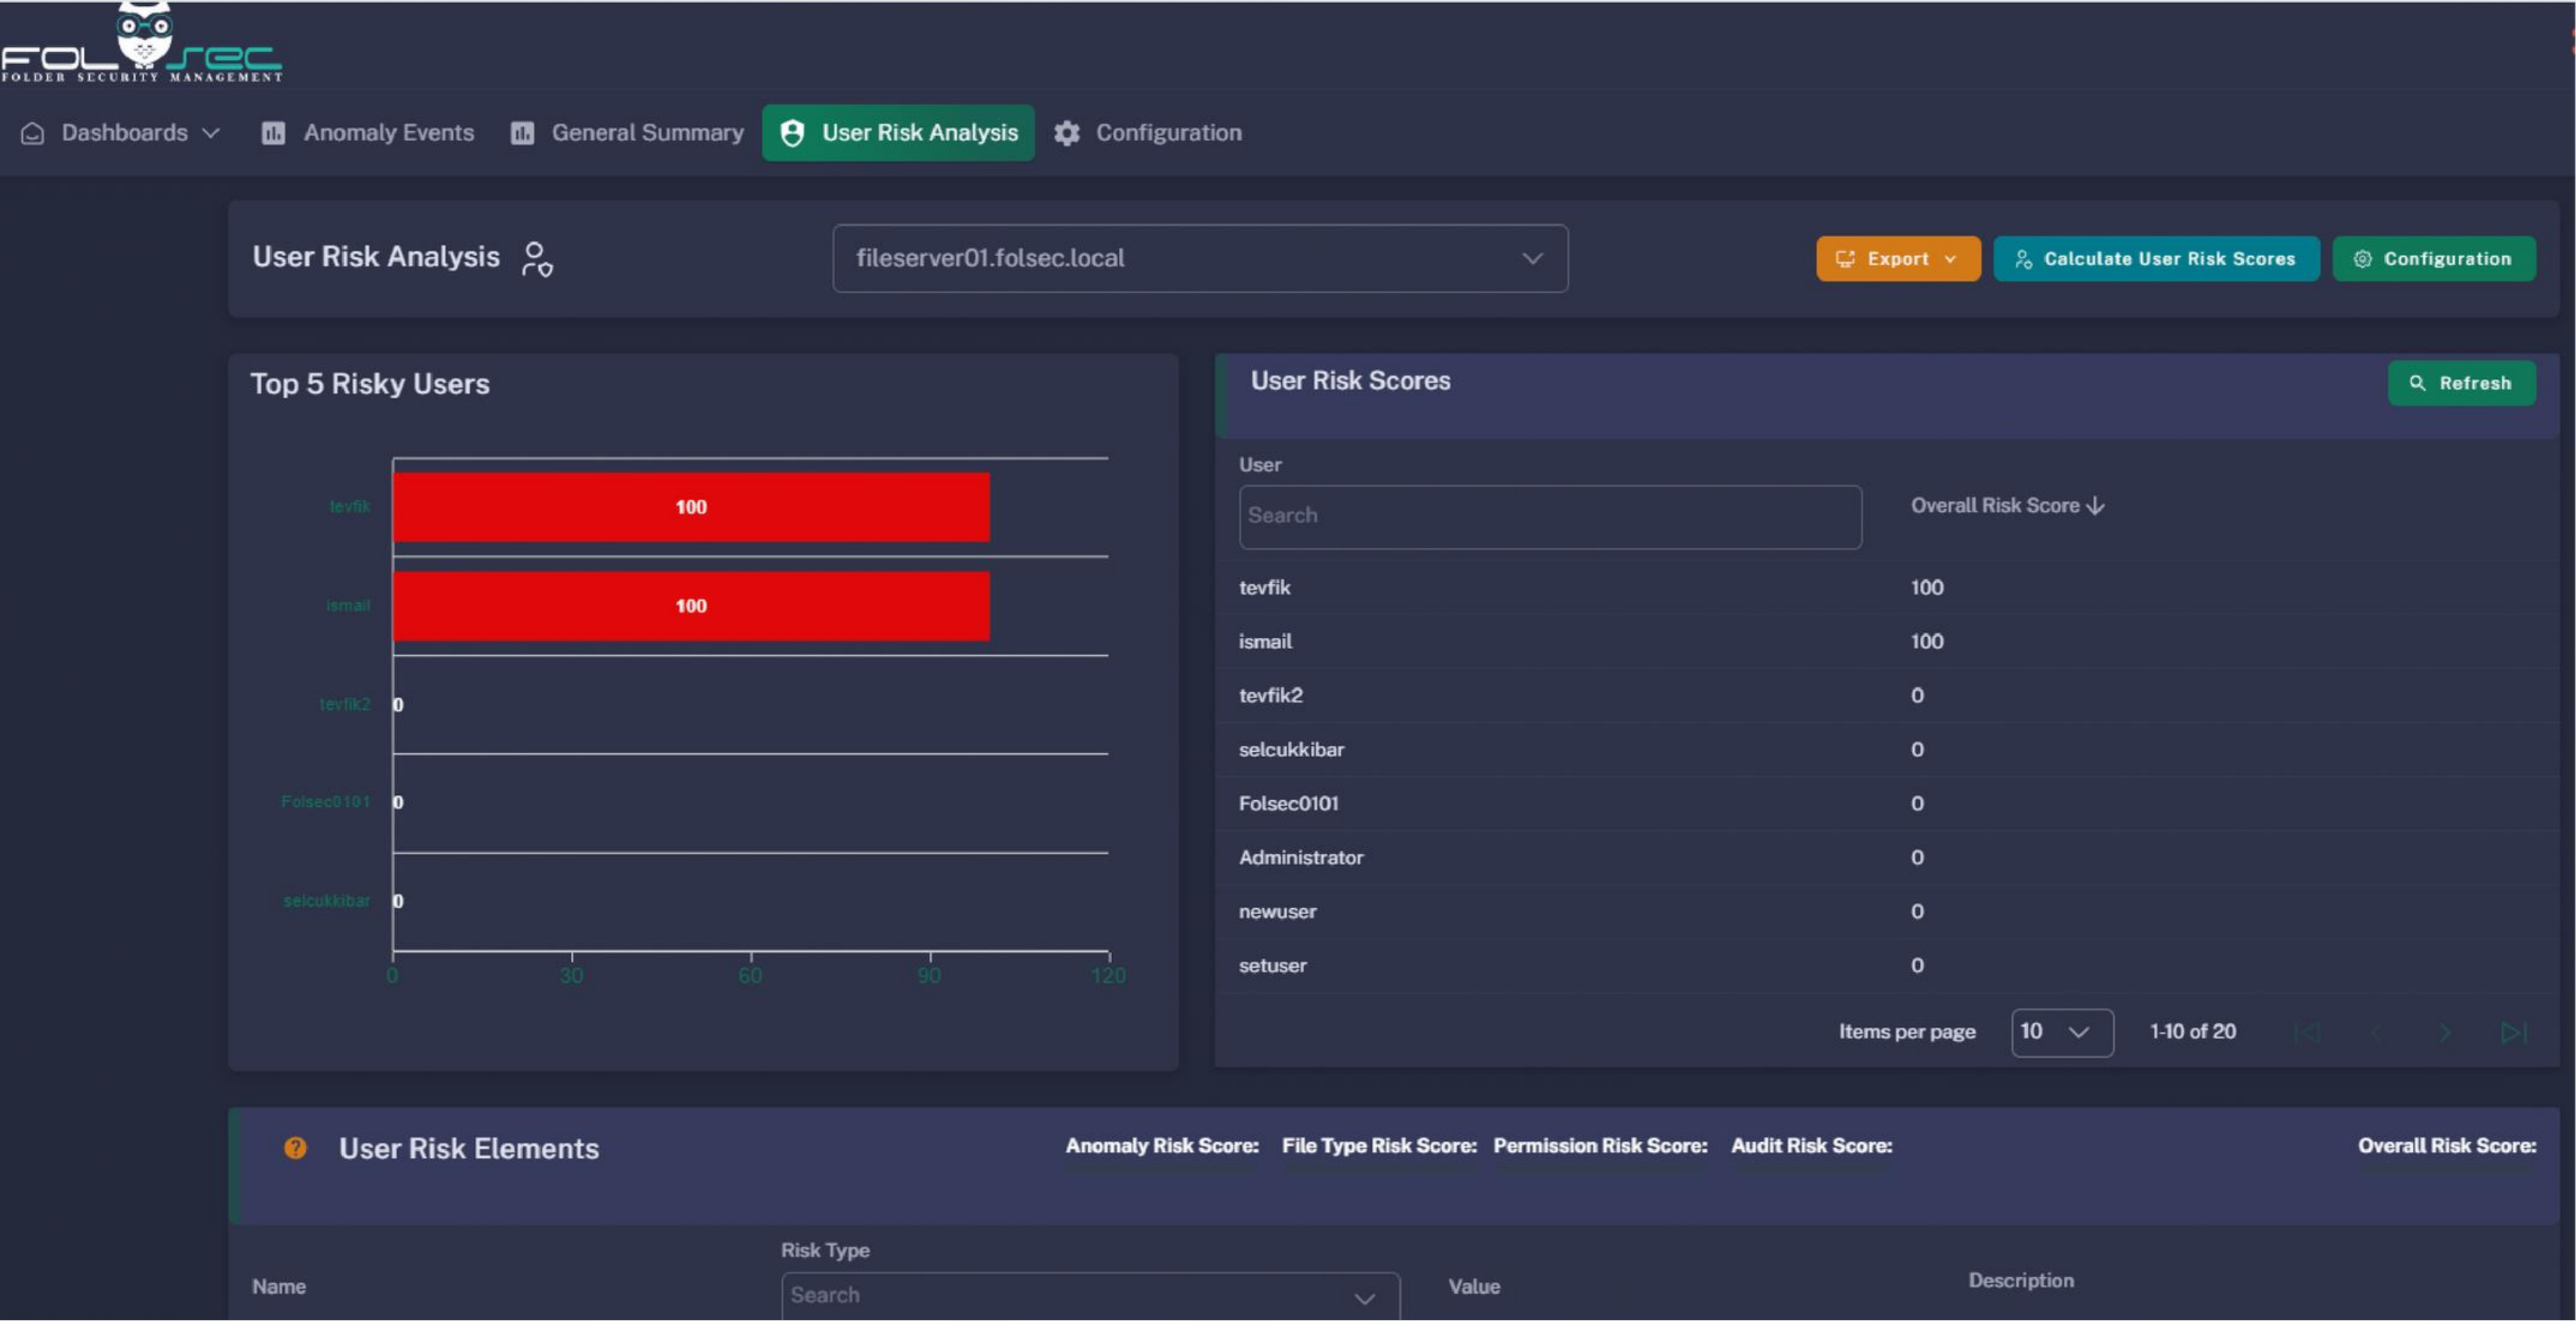 FOLSEC
FOLDER SECURITY MANAGEMENT
Dashboards
Anomaly Events
General Summary
User Risk Analysis
Configuration
User Risk Analysis
fileserver01.folsec.local
Export
Calculate User Risk Scores
Configuration
Top 5 Risky Users
tevfik
100
ismail
100
tevfik2
0
Folsec0101
0
selcukkibar
0
0 30 60 90 120
User Risk Scores
Refresh
User
Search
Overall Risk Score
tevfik 100
ismail 100
tevfik2 0
selcukkibar 0
Folsec0101 0
Administrator 0
newuser 0
setuser 0
Items per page 10 1-10 of 20
User Risk Elements
Anomaly Risk Score: File Type Risk Score: Permission Risk Score: Audit Risk Score: Overall Risk Score:
Name
Risk Type
Search
Value
Description